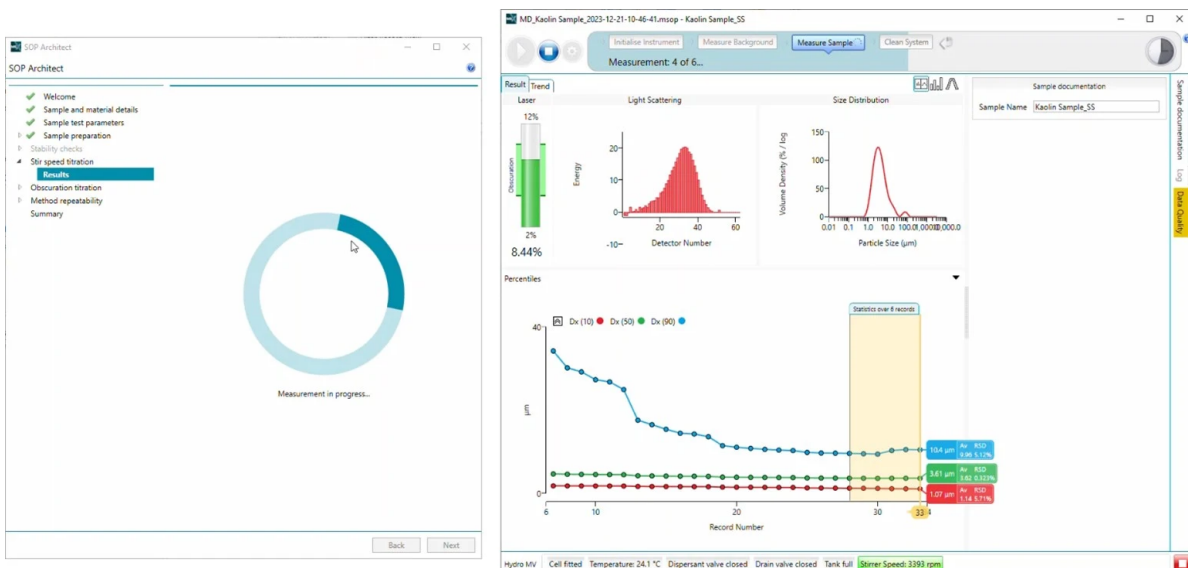 SOP Architect
SOP Architect
Welcome
Sample and material details
Sample test parameters
Sample preparation
Stability checks
Stir speed titration
Results
Obscuration titration
Method repeatability
Summary
Measurement in progress...
Back
Next
MD_Kaolin Sample_2023-12-21-10-46-41.msop - Kaolin Sample_SS
Initialise Instrument
Measure Background
Measure Sample
Clean System
Measurement: 4 of 6...
Result
Trend
Laser
12%
Obscuration
2%
8.44%
Light Scattering
Energy
20
10
0
-10
20
40
60
Detector Number
Size Distribution
Volume Density (% / log
150
100
50
0
0.01
0.1
1.0
10.0
Particle Size (µm)
Sample documentation
Sample Name
Kaolin Sample_SS
Sample documentation
Log
Data Quality
Percentiles
Statistics over 6 records
Dx (10)
Dx (50)
Dx (90)
40
µm
0
6
10
20
30
33
Record Number
10.4 µm
Av RSD
9.96 5.12%
3.61 µm
Av RSD
3.62 0.323%
1.07 µm
Av RSD
1.14 5.71%
Hydro MV
Cell fitted
Temperature: 24.1 °C
Dispersant valve closed
Drain valve closed
Tank full
Stirrer Speed: 3393 rpm